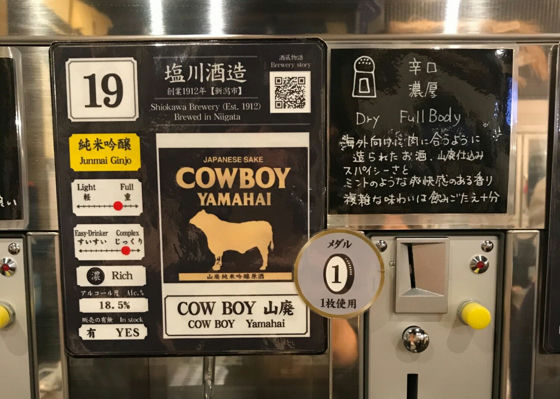 19
塩川酒造
創業1912年【新潟市】
Shiokawa Brewery (Est. 1912)
Brewed in Niigata
酒蔵物語
Berwery story
純米吟醸
Junmai Ginjo
Light Full
軽 重
Easy-Drinker Complex
すいすい じっくり
濃 Rich
アルコール度 Alc.%
18.5%
販売の有無 In stock
有 YES
JAPANESE SAKE
COWBOY
YAMAHAI
山廃純米吟醸原酒
COW BOY 山廃
COW BOY Yamahai
メダル
1
1枚使用
辛口
濃厚
Dry Full Body
海外向けに肉に合うように
造られたお酒、山廃仕込み
スパイシーさと
ミントのような爽快感のある香り
複雑な味わいは飲みごたえ十分